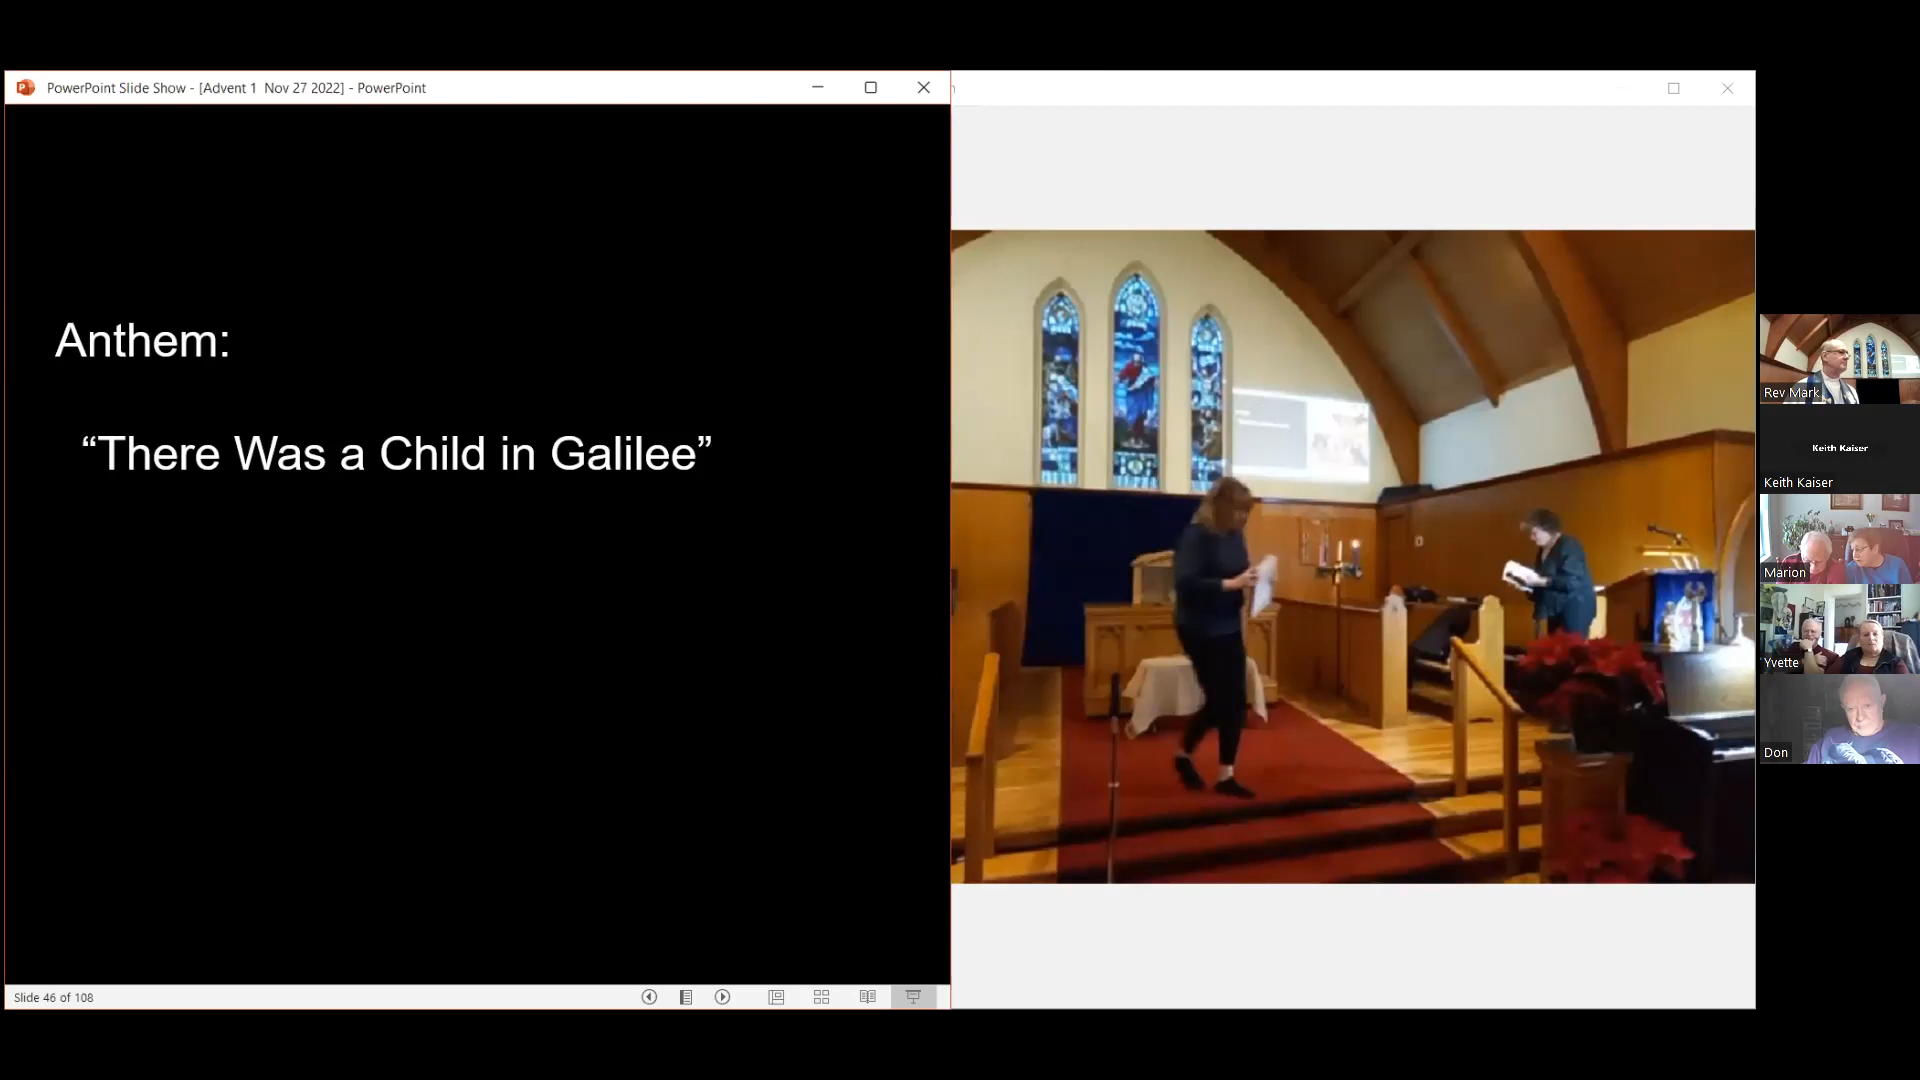 PowerPoint Slide Show - [Advent 1 Nov 27 2022] - PowerPoint
Anthem:
“There Was a Child in Galilee”
Slide 46 of 108
Rev Mark
Keith Kaiser
Keith Kaiser
Marion
Yvette
Don